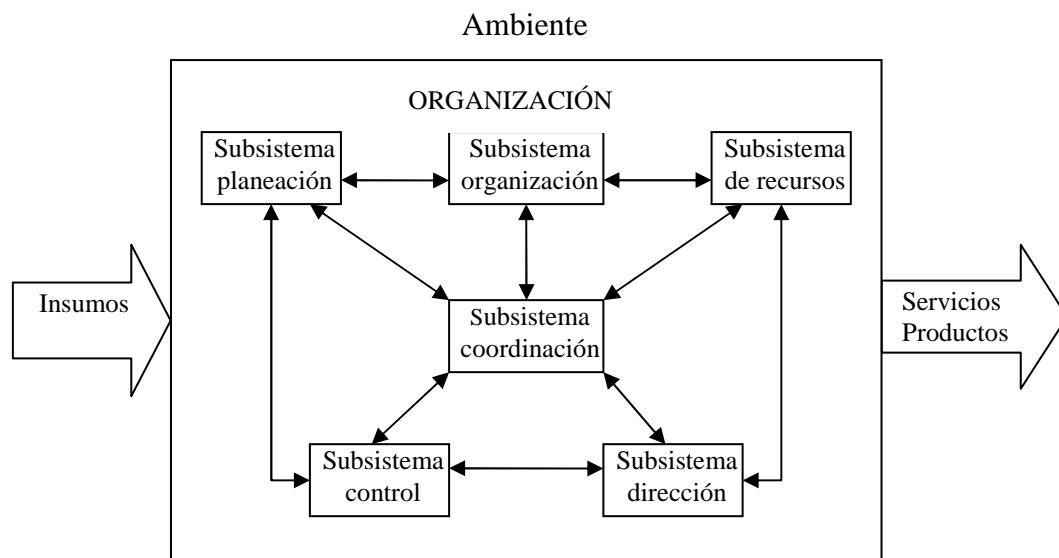 Ambiente
ORGANIZACIÓN
Subsistema
planeación
Subsistema
organización
Subsistema
de recursos
Insumos
Subsistema
coordinación
Servicios
Productos
Subsistema
control
Subsistema
dirección